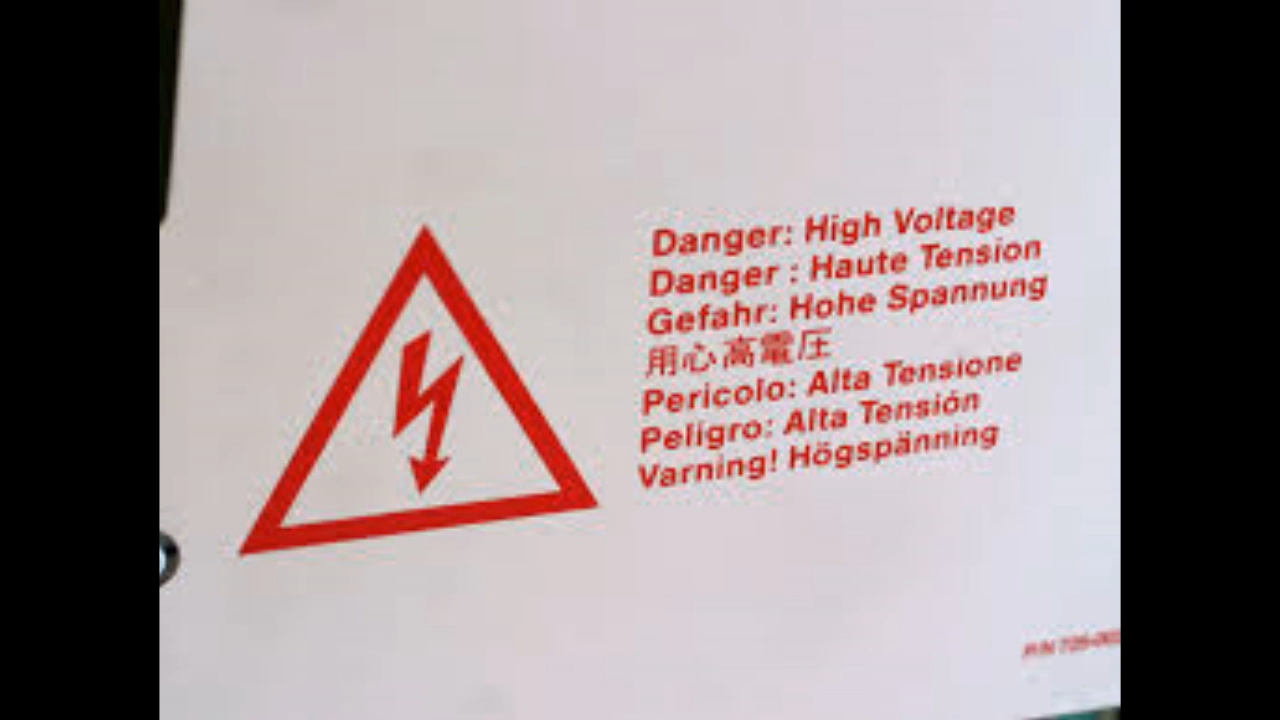 Danger: High Voltage
Danger : Haute Tension
Gefahr: Hohe Spannung
用心高電圧
Pericolo: Alta Tensione
Peligro: Alta Tensión
Varning! Högspänning
P/N